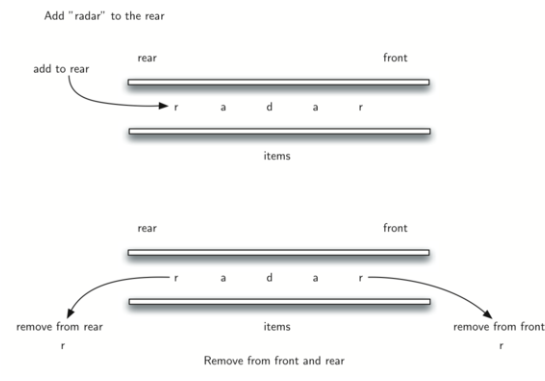 Add "radar" to the rear
rear front
add to rear
r a d a r
items
rear front
r a d a r
remove from rear items remove from front
r r
Remove from front and rear